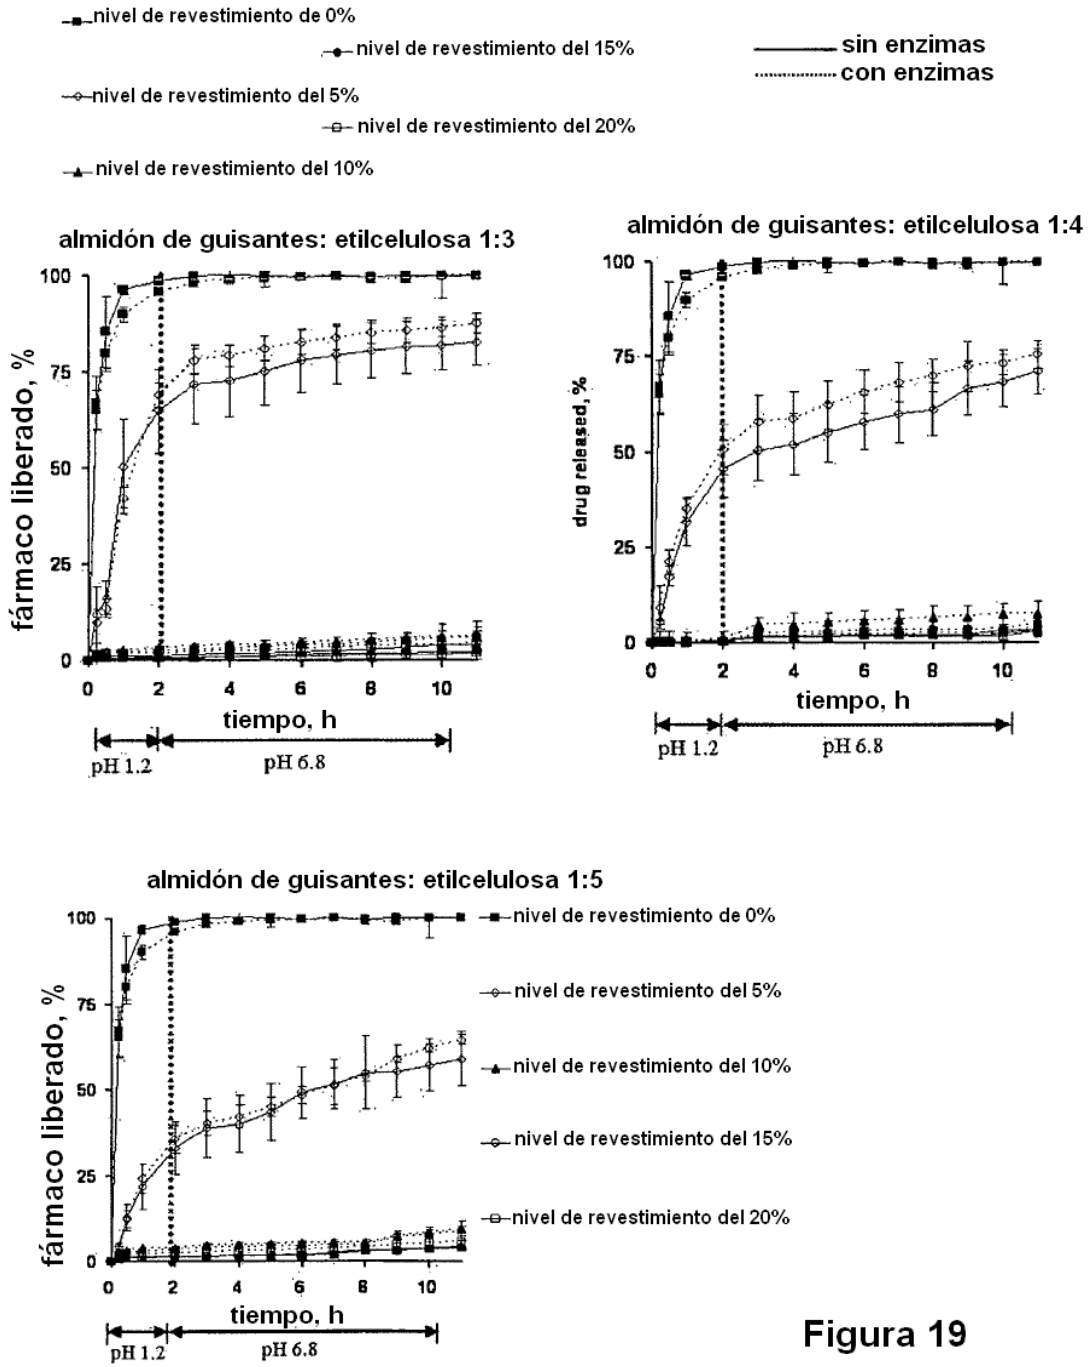 nivel de revestimiento de 0%
nivel de revestimiento del 15%
nivel de revestimiento del 5%
nivel de revestimiento del 20%
nivel de revestimiento del 10%
sin enzimas
con enzimas
almidón de guisantes: etilcelulosa 1:3
fármaco liberado, %
100
75
50
25
0
0 2 4 6 8 10
tiempo, h
pH 1.2 pH 6.8
almidón de guisantes: etilcelulosa 1:4
drug released, %
100
75
50
25
0
0 2 4 6 8 10
tiempo, h
pH 1.2 pH 6.8
almidón de guisantes: etilcelulosa 1:5
fármaco liberado, %
100
75
50
25
0
0 2 4 6 8 10
tiempo, h
pH 1.2 pH 6.8
nivel de revestimiento de 0%
nivel de revestimiento del 5%
nivel de revestimiento del 10%
nivel de revestimiento del 15%
nivel de revestimiento del 20%
Figura 19